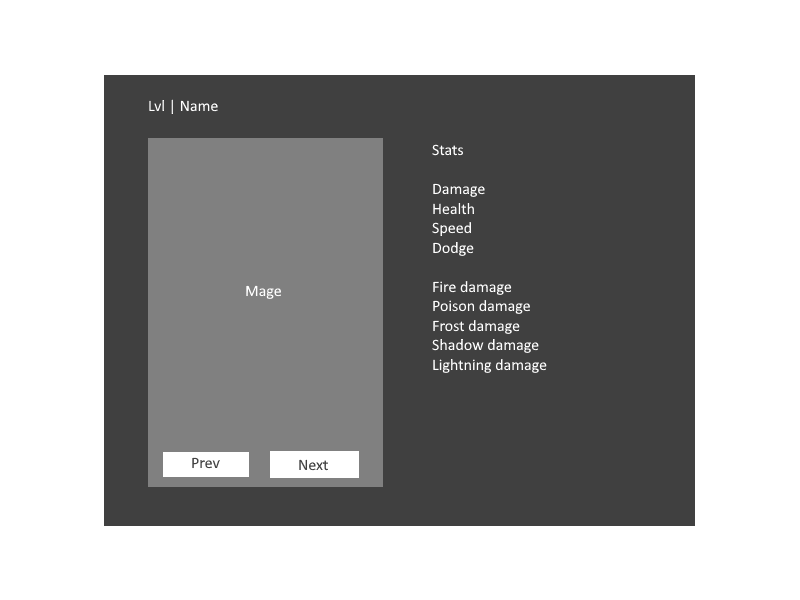 Lvl | Name
Mage
Prev
Next
Stats
Damage
Health
Speed
Dodge
Fire damage
Poison damage
Frost damage
Shadow damage
Lightning damage